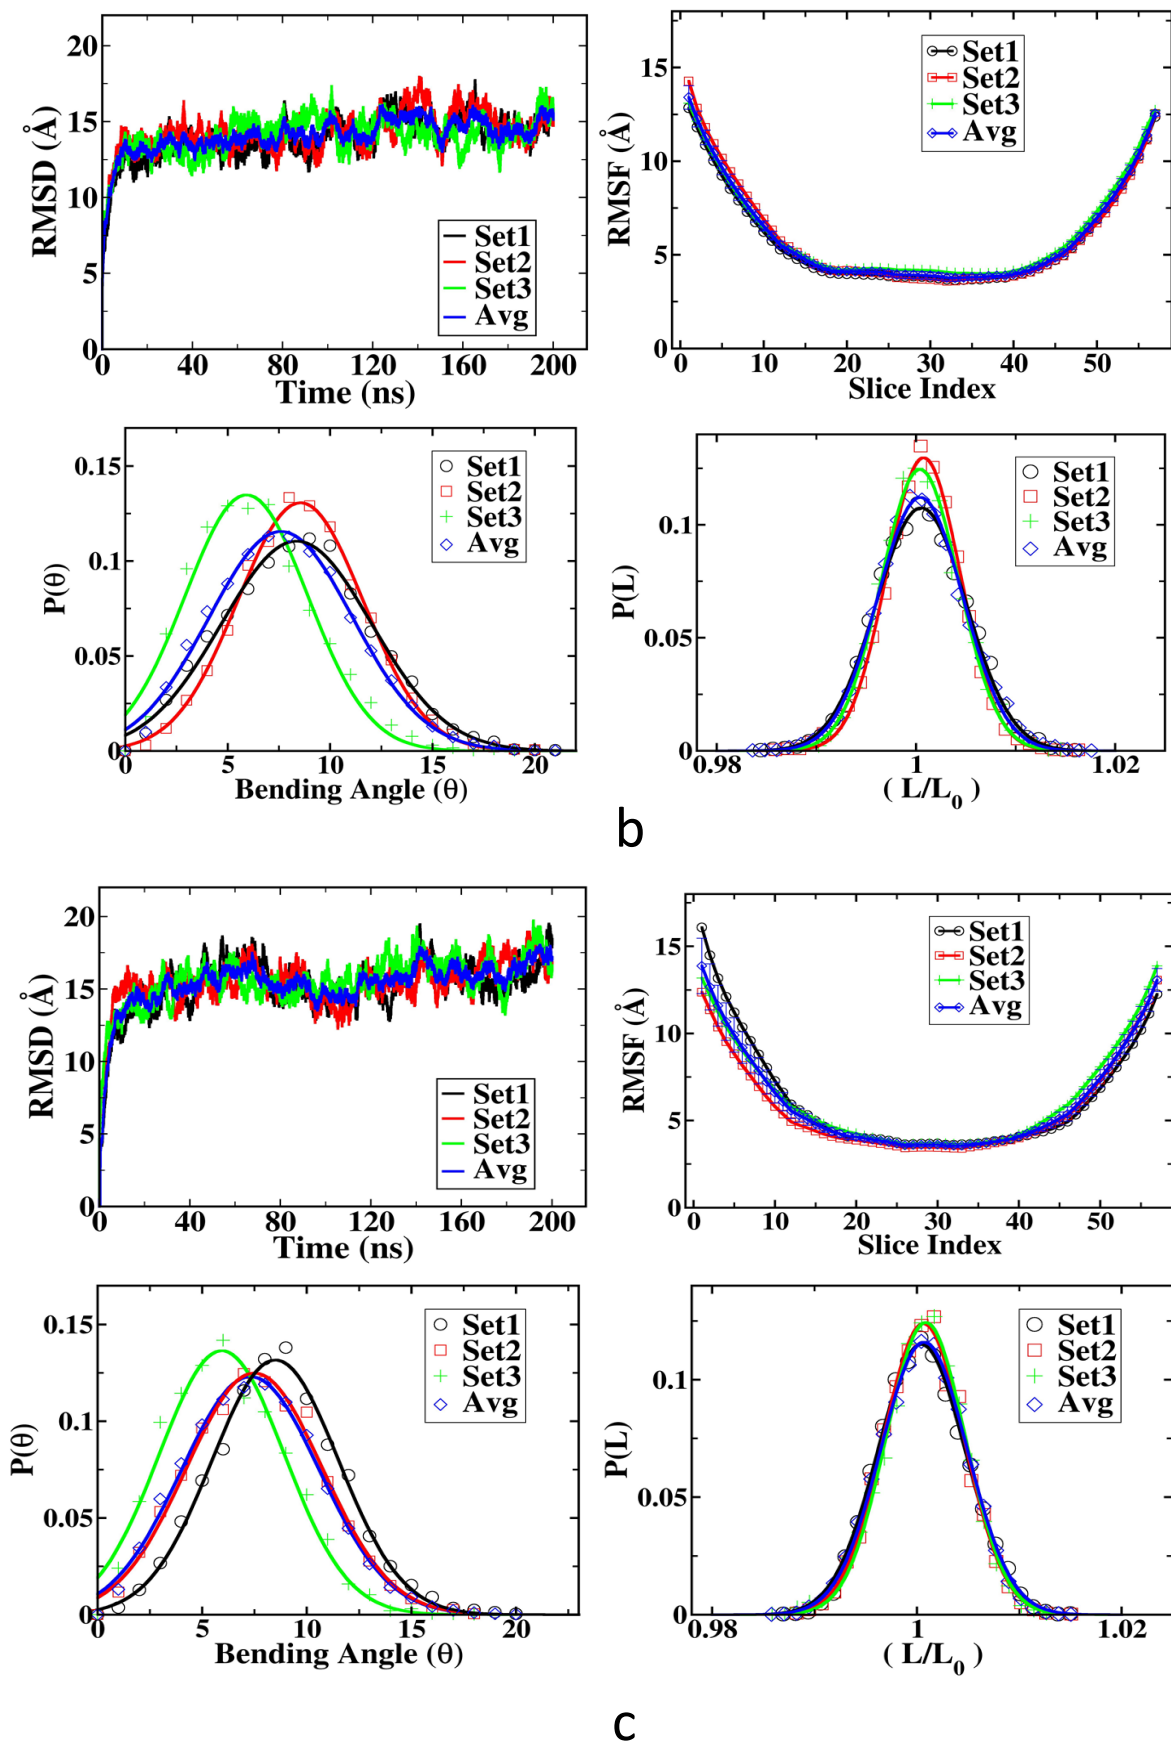 20
15
10
5
0
RMSD (Å)
Set1
Set2
Set3
Avg
0 40 80 120 160 200
Time (ns)
15
10
5
0
RMSF (Å)
Set1
Set2
Set3
Avg
0 10 20 30 40 50
Slice Index
0.15
0.1
0.05
0
P(θ)
Set1
Set2
Set3
Avg
0 5 10 15 20
Bending Angle (θ)
0.1
0.05
0
P(L)
Set1
Set2
Set3
Avg
0.98 1 1.02
( L/L₀ )
b
20
15
10
5
0
RMSD (Å)
Set1
Set2
Set3
Avg
0 40 80 120 160 200
Time (ns)
15
10
5
0
RMSF (Å)
Set1
Set2
Set3
Avg
0 10 20 30 40 50
Slice Index
0.15
0.1
0.05
0
P(θ)
Set1
Set2
Set3
Avg
0 5 10 15 20
Bending Angle (θ)
0.1
0.05
0
P(L)
Set1
Set2
Set3
Avg
0.98 1 1.02
( L/L₀ )
c